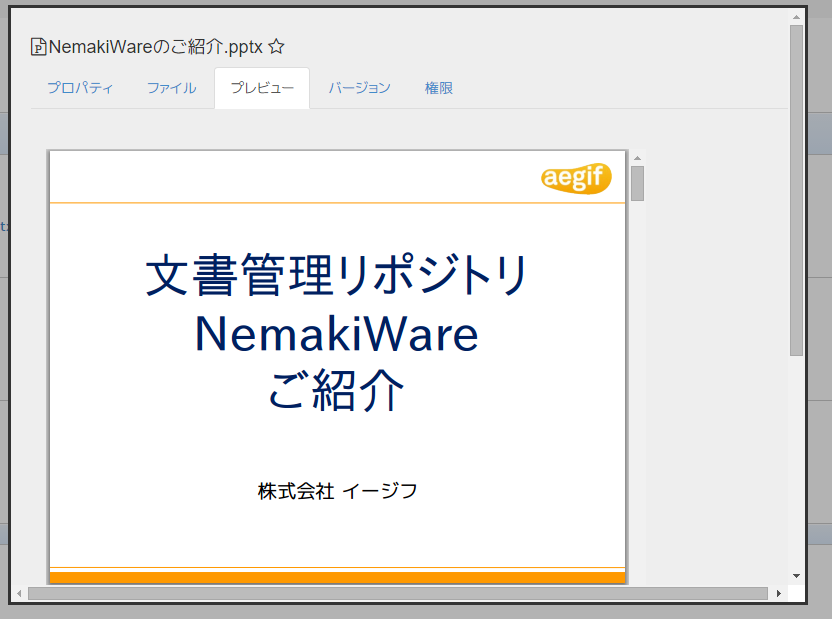 NemakiWareのご紹介.pptx
プロパティ ファイル プレビュー バージョン 権限
aegif
文書管理リポジトリ
NemakiWare
ご紹介
株式会社 イージフ